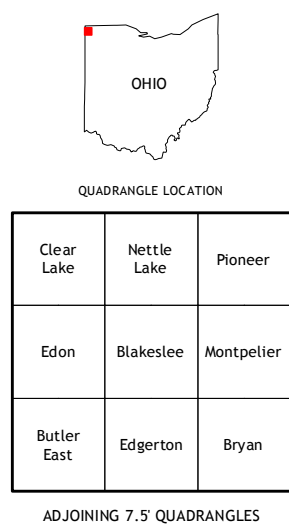 OHIO
QUADRANGLE LOCATION
Clear
Lake
Nettle
Lake
Pioneer
Edon
Blakeslee
Montpelier
Butler
East
Edgerton
Bryan
ADJOINING 7.5' QUADRANGLES